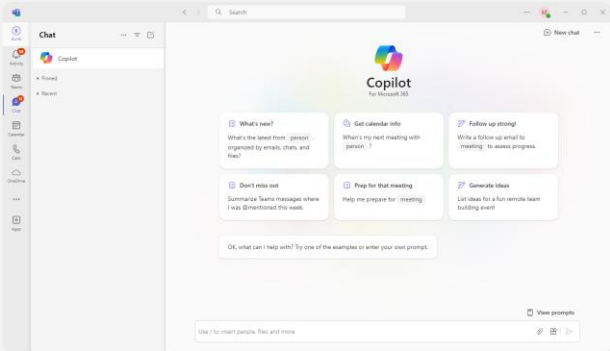 Search
Chat
Activity
Teams
Chat
Calendar
Calls
OneDrive
Apps
Copilot
Pinned
Recent
New chat
Copilot
For Microsoft 365
What's new?
What's the latest from person ,
organized by emails, chats, and
files?
Get calendar info
When's my next meeting with
person ?
Follow up strong!
Write a follow up email to
meeting to assess progress.
Don't miss out
Summarize Teams messages where
I was @mentioned this week.
Prep for that meeting
Help me prepare for meeting
Generate ideas
List ideas for a fun remote team
building event
OK, what can I help with? Try one of the examples or enter your own prompt.
View prompts
Use / to insert people, files and more